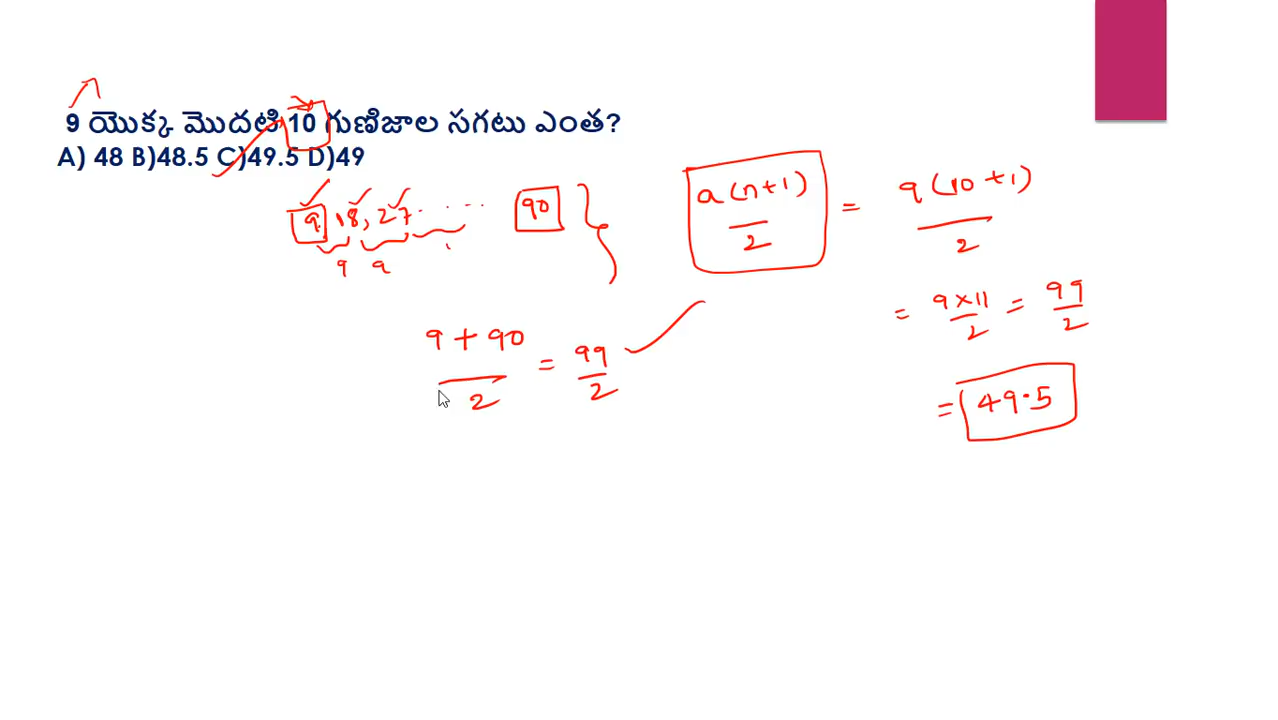 9 యొక్క మొదటి 10 గుణిజాల సగటు ఎంత?
A) 48 B)48.5 C)49.5 D)49
9, 18, 27 ...... 90
9 9
a(n+1)/2 = 9(10+1)/2
= 9×11/2 = 99/2
= 49.5
9+90/2 = 99/2